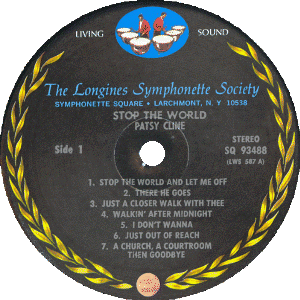 LIVING SOUND
The Longines Symphonette Society
SYMPHONETTE SQUARE • LARCHMONT, N. Y. 10538
STOP THE WORLD
PATSY CLINE
STEREO
Side 1
SQ 93488
(LWS 587 A)
1. STOP THE WORLD AND LET ME OFF
2. THERE HE GOES
3. JUST A CLOSER WALK WITH THEE
4. WALKIN' AFTER MIDNIGHT
5. I DON'T WANNA
6. JUST OUT OF REACH
7. A CHURCH, A COURTROOM
THEN GOODBYE